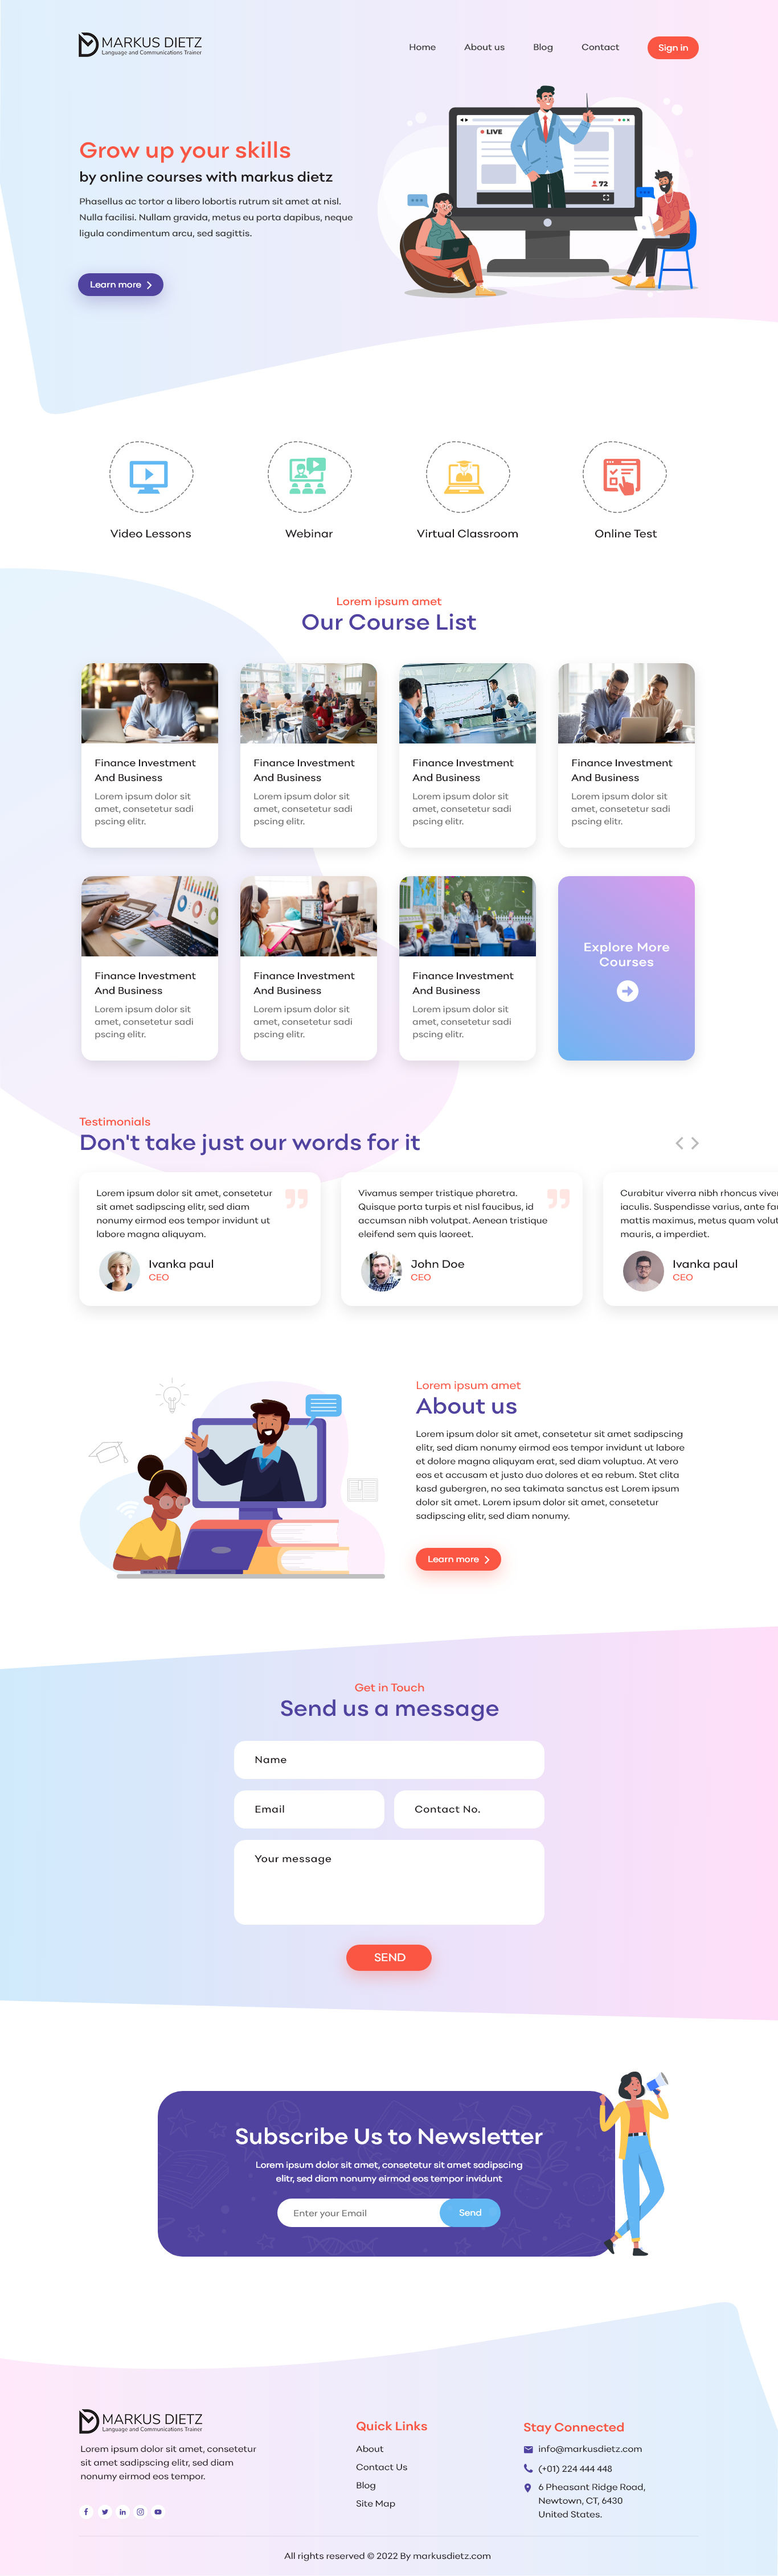 MARKUS DIETZ
Language and Communications Trainer
Home
About us
Blog
Contact
Sign in
LIVE
72
Grow up your skills
by online courses with markus dietz
Phasellus ac tortor a libero lobortis rutrum sit amet at nisl.
Nulla facilisi. Nullam gravida, metus eu porta dapibus, neque
ligula condimentum arcu, sed sagittis.
Learn more
Video Lessons
Webinar
Virtual Classroom
Online Test
Lorem ipsum amet
Our Course List
Finance Investment
And Business
Lorem ipsum dolor sit
amet, consetetur sadi
pscing elitr.
Finance Investment
And Business
Lorem ipsum dolor sit
amet, consetetur sadi
pscing elitr.
Finance Investment
And Business
Lorem ipsum dolor sit
amet, consetetur sadi
pscing elitr.
Finance Investment
And Business
Lorem ipsum dolor sit
amet, consetetur sadi
pscing elitr.
Finance Investment
And Business
Lorem ipsum dolor sit
amet, consetetur sadi
pscing elitr.
Finance Investment
And Business
Lorem ipsum dolor sit
amet, consetetur sadi
pscing elitr.
Finance Investment
And Business
Lorem ipsum dolor sit
amet, consetetur sadi
pscing elitr.
Explore More
Courses
Testimonials
Don't take just our words for it
Lorem ipsum dolor sit amet, consetetur
sit amet sadipscing elitr, sed diam
nonumy eirmod eos tempor invidunt ut
labore magna aliquyam.
Ivanka paul
CEO
Vivamus semper tristique pharetra.
Quisque porta turpis et nisl faucibus, id
accumsan nibh volutpat. Aenean tristique
eleifend sem quis laoreet.
John Doe
CEO
Curabitur viverra nibh rhoncus vive
iaculis. Suspendisse varius, ante fa
mattis maximus, metus quam volut
mauris, a imperdiet.
Ivanka paul
CEO
Lorem ipsum amet
About us
Lorem ipsum dolor sit amet, consetetur sit amet sadipscing
elitr, sed diam nonumy eirmod eos tempor invidunt ut labore
et dolore magna aliquyam erat, sed diam voluptua. At vero
eos et accusam et justo duo dolores et ea rebum. Stet clita
kasd gubergren, no sea takimata sanctus est Lorem ipsum
dolor sit amet. Lorem ipsum dolor sit amet, consetetur
sadipscing elitr, sed diam nonumy.
Learn more
Get in Touch
Send us a message
Name
Email
Contact No.
Your message
SEND
Subscribe Us to Newsletter
Lorem ipsum dolor sit amet, consetetur sit amet sadipscing
elitr, sed diam nonumy eirmod eos tempor invidunt
Enter your Email
Send
MARKUS DIETZ
Language and Communications Trainer
Lorem ipsum dolor sit amet, consetetur
sit amet sadipscing elitr, sed diam
nonumy eirmod eos tempor.
Quick Links
About
Contact Us
Blog
Site Map
Stay Connected
info@markusdietz.com
(+01) 224 444 448
6 Pheasant Ridge Road,
Newtown, CT, 6430
United States.
All rights reserved © 2022 By markusdietz.com